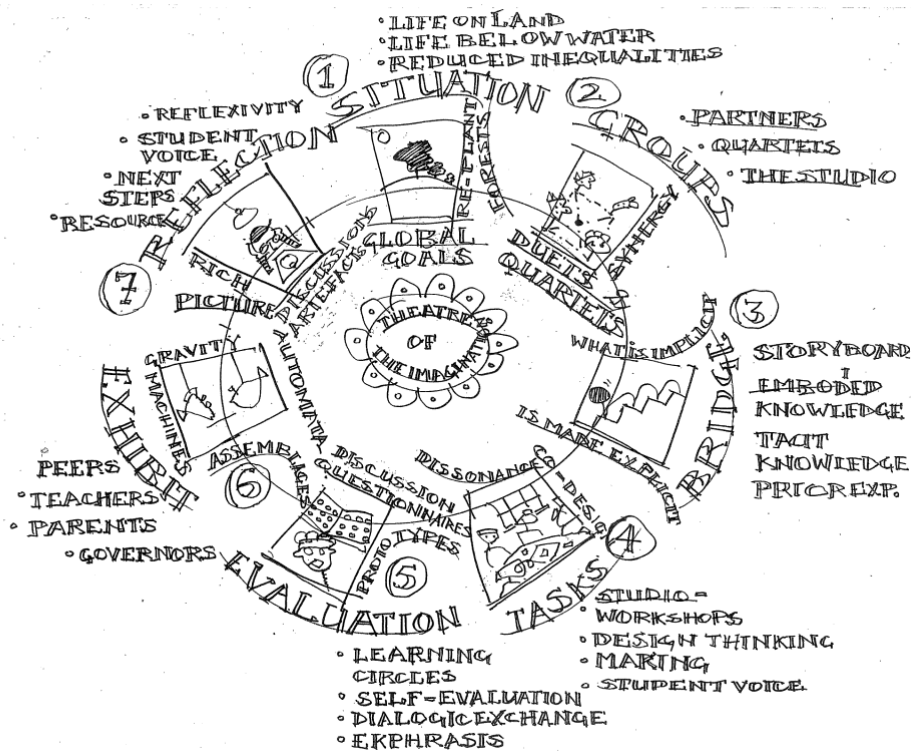 THEATRE
OF
THE IMAGINATION
1
SITUATION
• LIFE ON LAND
• LIFE BELOW WATER
• REDUCED INEQUALITIES
RE-PLANT
FORESTS
GLOBAL
GOALS
2
GROUPS
• PARTNERS
• QUARTETS
• THE STUDIO
SYNERGY
DUETS &
QUARTETS
3
BRIDGE
WHAT IS IMPLICIT
IS MADE EXPLICIT
STORYBOARD
EMBODED
KNOWLEDGE
TACIT
KNOWLEDGE
PRIOR EXP.
4
TASKS
DISSONANCE
CO-DESIGN
• STUDIO-
WORKSHOPS
• DESIGN THINKING
• MAKING
• STUDENT VOICE
5
EVALUATION
DISCUSSION
QUESTIONNAIRES
PROTOTYPES
• LEARNING
CIRCLES
• SELF-EVALUATION
• DIALOGIC EXCHANGE
• EKPHRASIS
6
EXHIBIT
GRAVITY
MACHINES
AUTOMATA-
ASSEMBLAGES
PEERS
• TEACHERS
• PARENTS
• GOVERNORS
7
REFLECTION
• REFLEXIVITY
• STUDENT
VOICE
• NEXT
STEPS
RESOURCE
RICH
PICTURE
DISCUSSION
ARTEFACTS